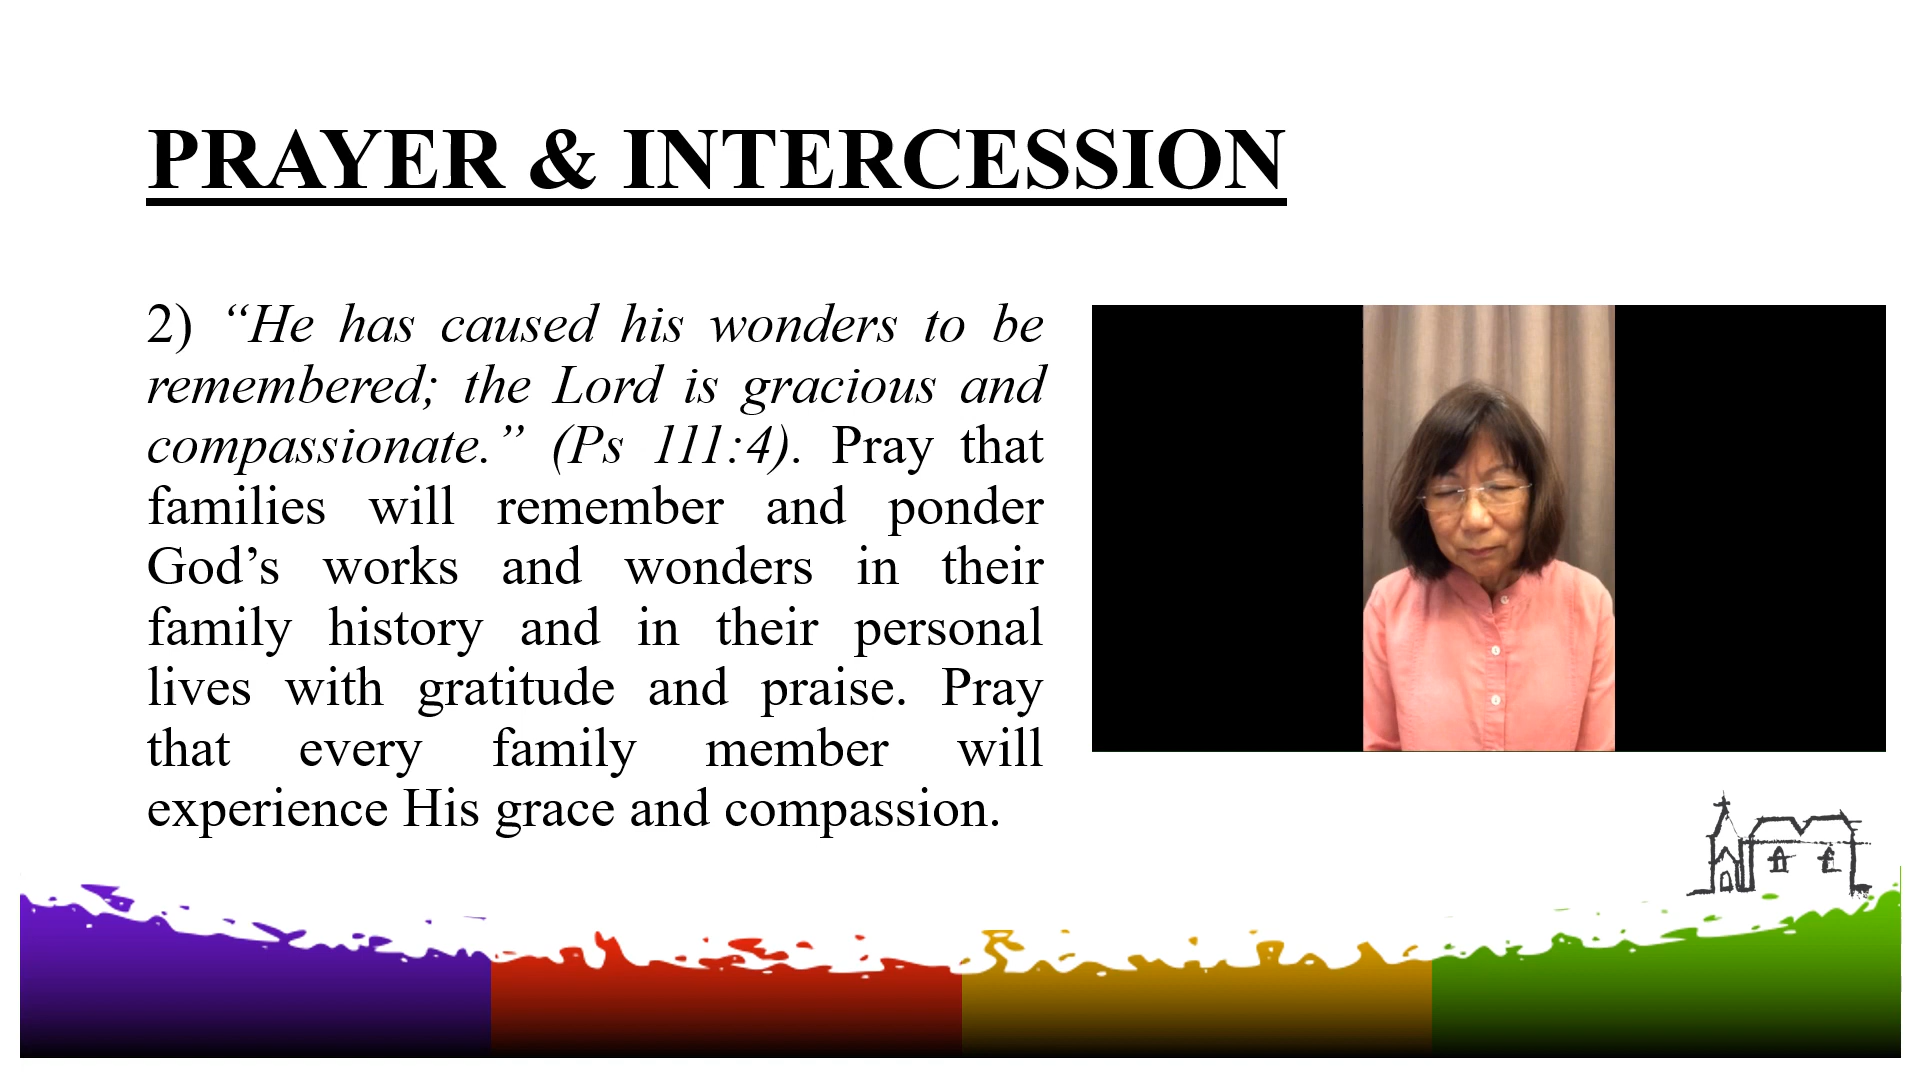 PRAYER & INTERCESSION
2) “He has caused his wonders to be
remembered; the Lord is gracious and
compassionate.” (Ps 111:4). Pray that
families will remember and ponder
God’s works and wonders in their
family history and in their personal
lives with gratitude and praise. Pray
that every family member will
experience His grace and compassion.